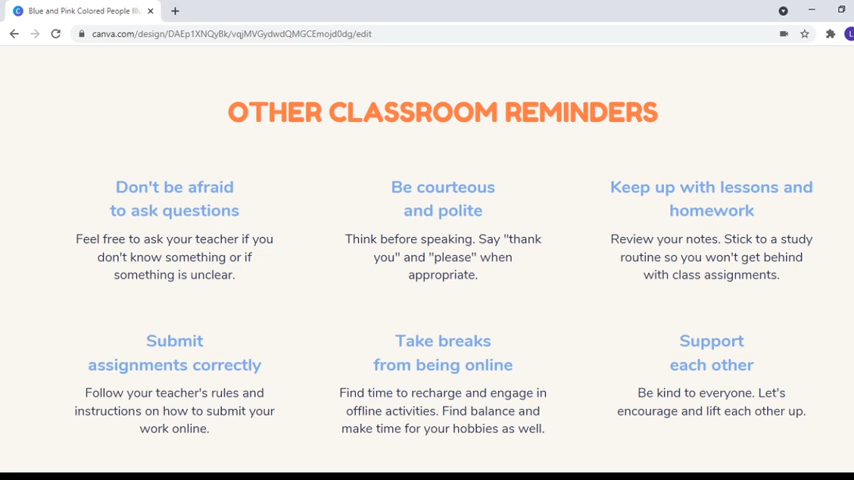 Blue and Pink Colored People Illu
canva.com/design/DAEp1XNQyBk/vqjMVGydwdQMGCEmojd0dg/edit
OTHER CLASSROOM REMINDERS
Don't be afraid
to ask questions
Feel free to ask your teacher if you
don't know something or if
something is unclear.
Be courteous
and polite
Think before speaking. Say "thank
you" and "please" when
appropriate.
Keep up with lessons and
homework
Review your notes. Stick to a study
routine so you won't get behind
with class assignments.
Submit
assignments correctly
Follow your teacher's rules and
instructions on how to submit your
work online.
Take breaks
from being online
Find time to recharge and engage in
offline activities. Find balance and
make time for your hobbies as well.
Support
each other
Be kind to everyone. Let's
encourage and lift each other up.